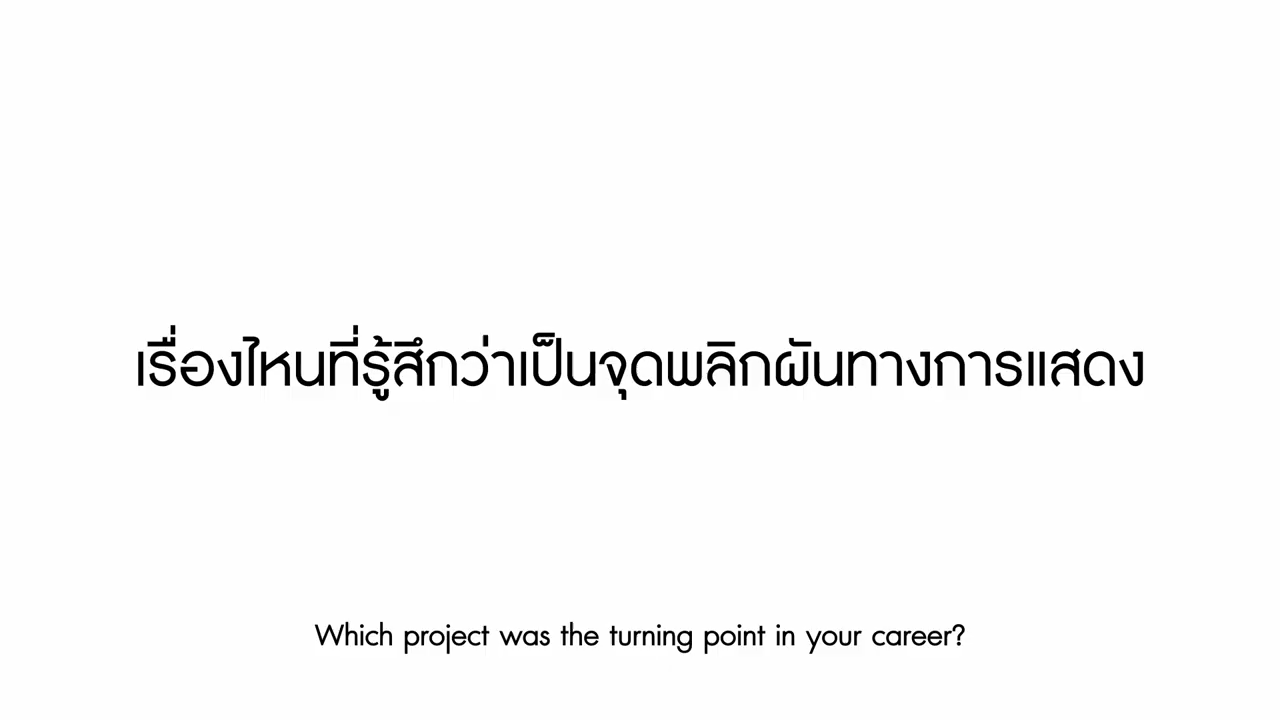 เรื่องไหนที่รู้สึกว่าเป็นจุดพลิกผันทางการแสดง
Which project was the turning point in your career?